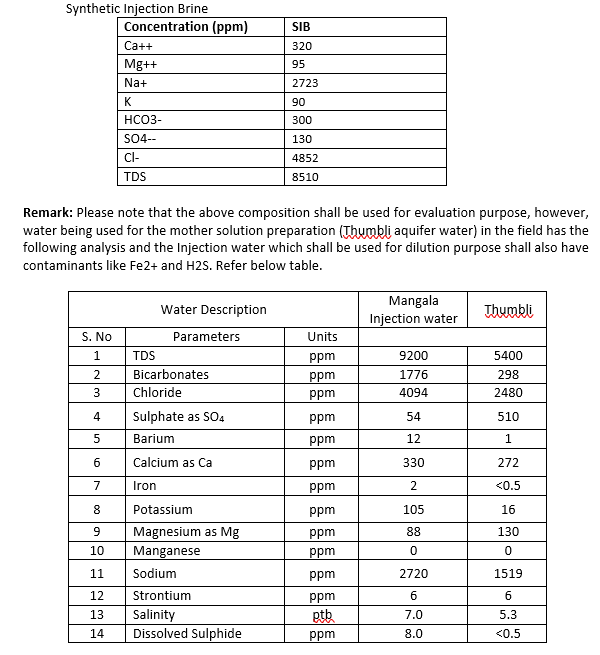 Synthetic Injection Brine
Concentration (ppm) SIB
Ca++ 320
Mg++ 95
Na+ 2723
K 90
HCO3- 300
SO4-- 130
Cl- 4852
TDS 8510
Remark: Please note that the above composition shall be used for evaluation purpose, however,
water being used for the mother solution preparation (Thumbli aquifer water) in the field has the
following analysis and the Injection water which shall be used for dilution purpose shall also have
contaminants like Fe2+ and H2S. Refer below table.
Water Description Mangala Injection water Thumbli
S. No Parameters Units
1 TDS ppm 9200 5400
2 Bicarbonates ppm 1776 298
3 Chloride ppm 4094 2480
4 Sulphate as SO₄ ppm 54 510
5 Barium ppm 12 1
6 Calcium as Ca ppm 330 272
7 Iron ppm 2 <0.5
8 Potassium ppm 105 16
9 Magnesium as Mg ppm 88 130
10 Manganese ppm 0 0
11 Sodium ppm 2720 1519
12 Strontium ppm 6 6
13 Salinity ptb 7.0 5.3
14 Dissolved Sulphide ppm 8.0 <0.5